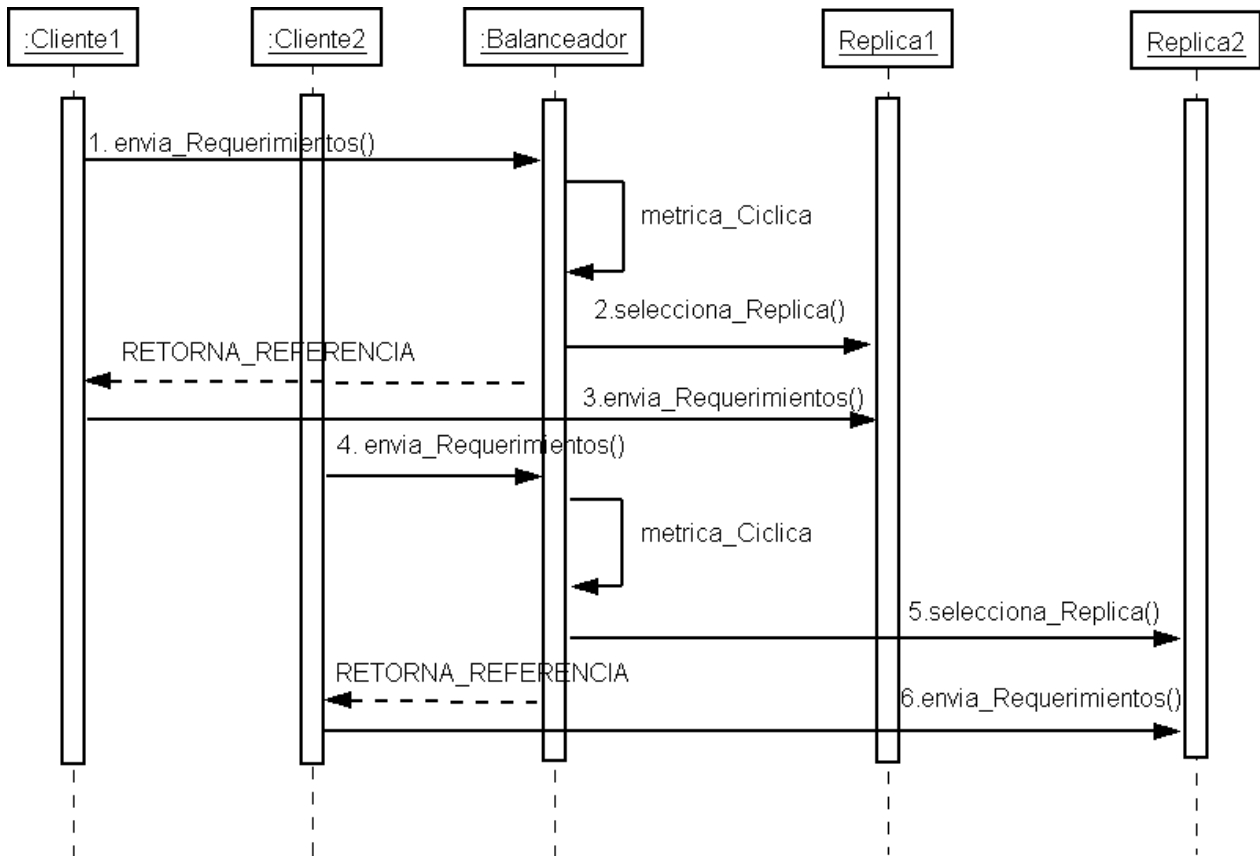 :Cliente1
:Cliente2
:Balanceador
Replica1
Replica2
1. envia_Requerimientos()
metrica_Ciclica
2.selecciona_Replica()
RETORNA_REFERENCIA
3.envia_Requerimientos()
4. envia_Requerimientos()
metrica_Ciclica
5.selecciona_Replica()
RETORNA_REFERENCIA
6.envia_Requerimientos()